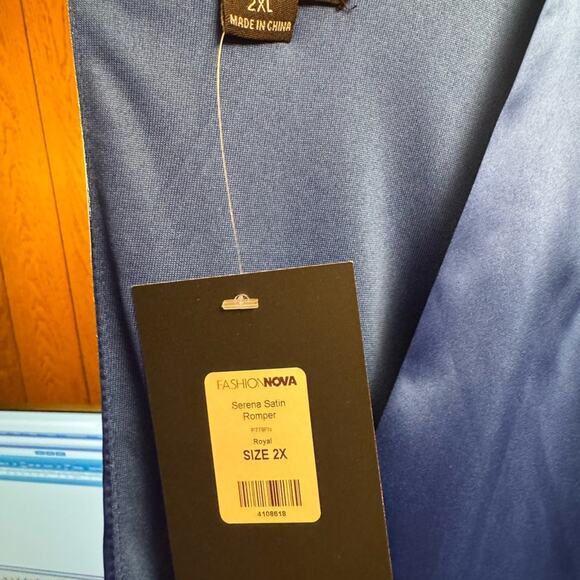 2XL
MADE IN CHINA
FASHIONNOVA
Serena Satin
Romper
Royal
SIZE 2X
4108618